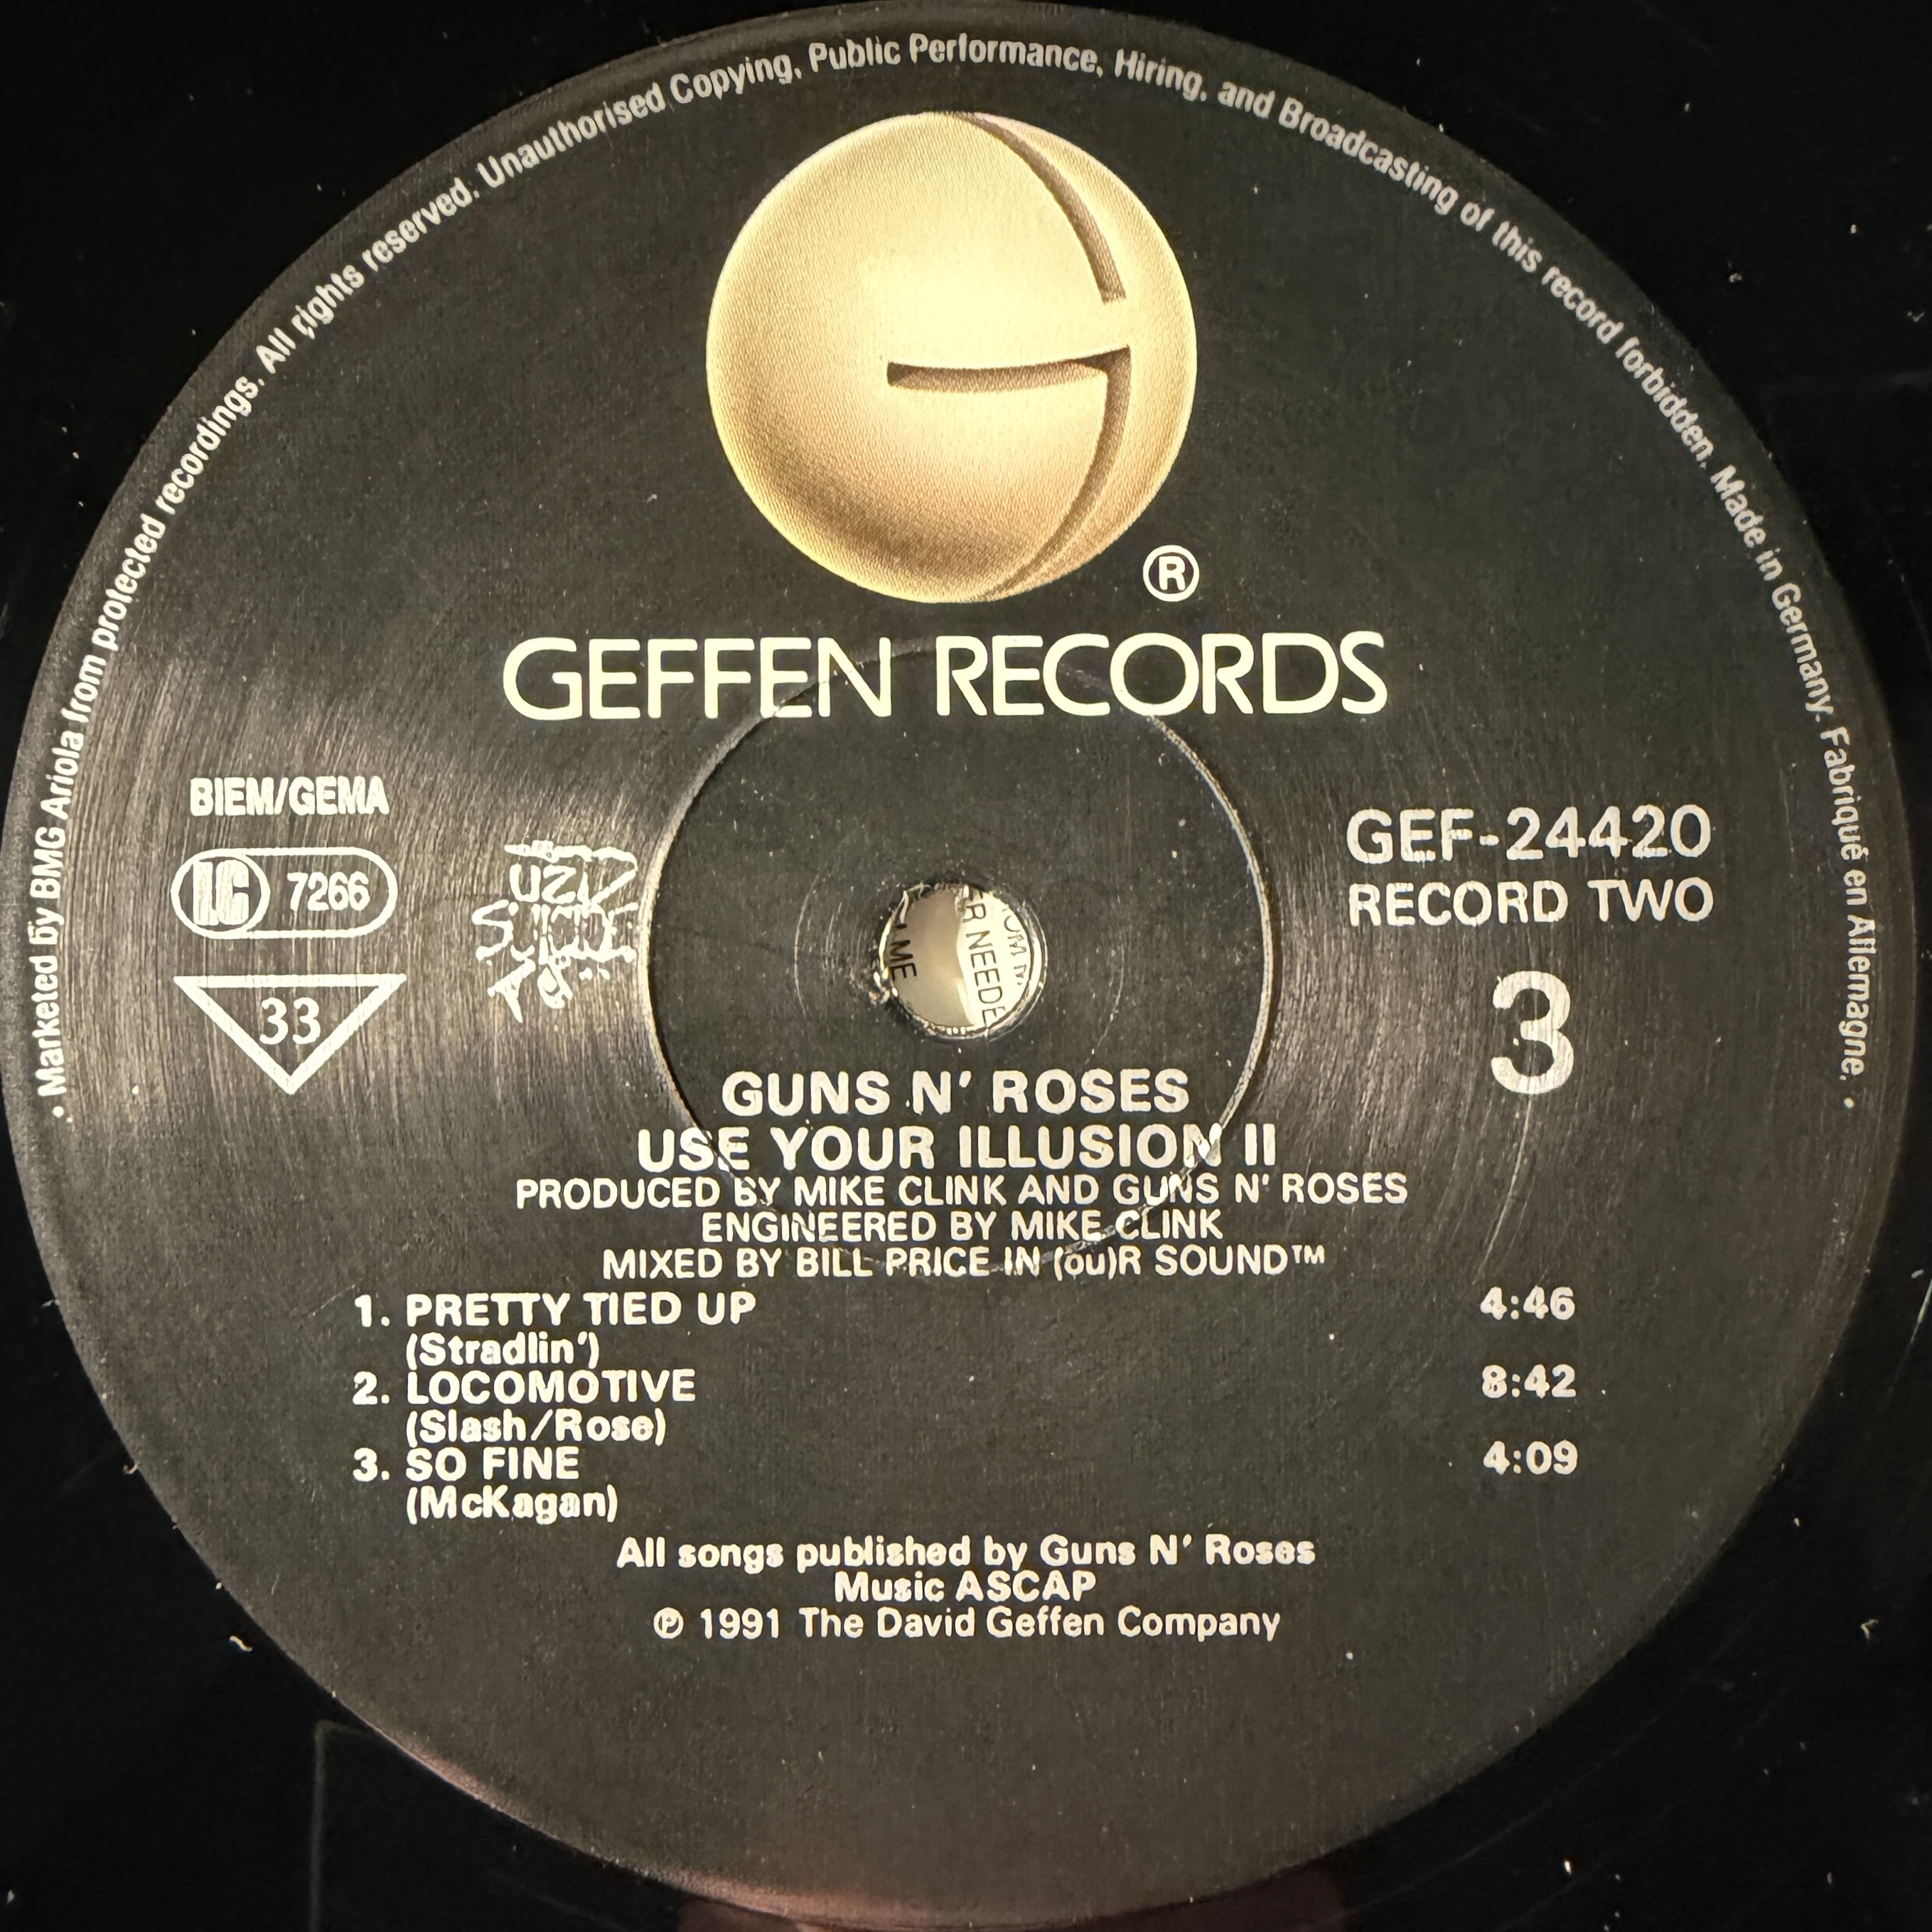 • Marketed by BMG Ariola from protected recordings. All rights reserved. Unauthorised Copying, Public Performance, Hiring, and Broadcasting of this record forbidden. Made in Germany. Fabriqué en Allemagne. •
®
GEFFEN RECORDS
BIEM/GEMA
LC 7266
33
GEF-24420
RECORD TWO
3
ME
ER NEEDE
GUNS N' ROSES
USE YOUR ILLUSION II
PRODUCED BY MIKE CLINK AND GUNS N' ROSES
ENGINEERED BY MIKE CLINK
MIXED BY BILL PRICE IN (ou)R SOUND™
1. PRETTY TIED UP 4:46
(Stradlin')
2. LOCOMOTIVE 8:42
(Slash/Rose)
3. SO FINE 4:09
(McKagan)
All songs published by Guns N' Roses
Music ASCAP
℗ 1991 The David Geffen Company